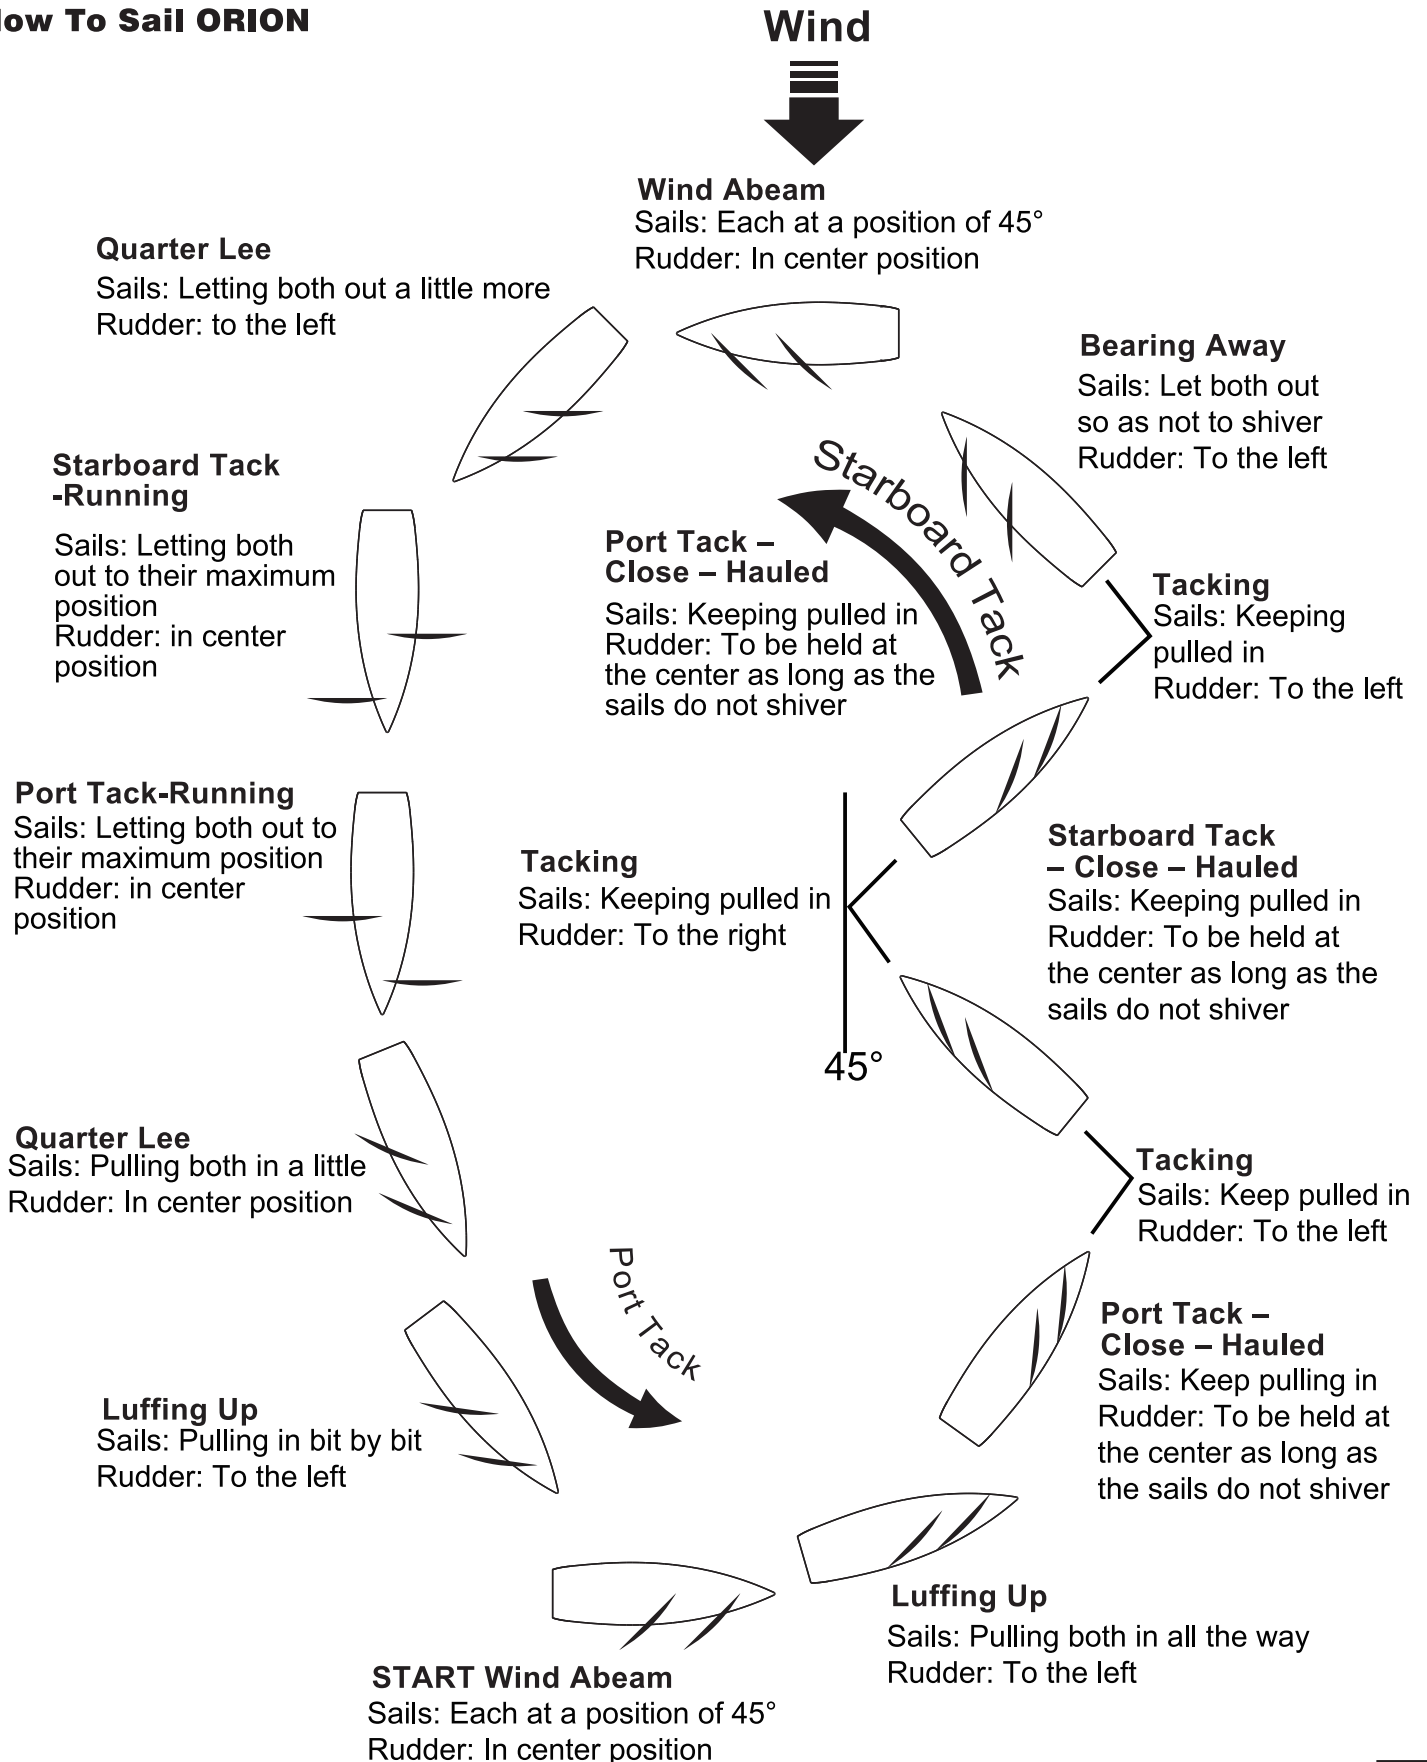 How To Sail ORION
Wind
Wind Abeam
Sails: Each at a position of 45°
Rudder: In center position
Quarter Lee
Sails: Letting both out a little more
Rudder: to the left
Bearing Away
Sails: Let both out
so as not to shiver
Rudder: To the left
Starboard Tack
-Running
Sails: Letting both
out to their maximum
position
Rudder: in center
position
Starboard Tack
Port Tack –
Close – Hauled
Sails: Keeping pulled in
Rudder: To be held at
the center as long as the
sails do not shiver
Tacking
Sails: Keeping
pulled in
Rudder: To the left
Port Tack-Running
Sails: Letting both out to
their maximum position
Rudder: in center
position
Tacking
Sails: Keeping pulled in
Rudder: To the right
45°
Starboard Tack
– Close – Hauled
Sails: Keeping pulled in
Rudder: To be held at
the center as long as the
sails do not shiver
Quarter Lee
Sails: Pulling both in a little
Rudder: In center position
Tacking
Sails: Keep pulled in
Rudder: To the left
Port Tack
Port Tack –
Close – Hauled
Sails: Keep pulling in
Rudder: To be held at
the center as long as
the sails do not shiver
Luffing Up
Sails: Pulling in bit by bit
Rudder: To the left
Luffing Up
Sails: Pulling both in all the way
Rudder: To the left
START Wind Abeam
Sails: Each at a position of 45°
Rudder: In center position